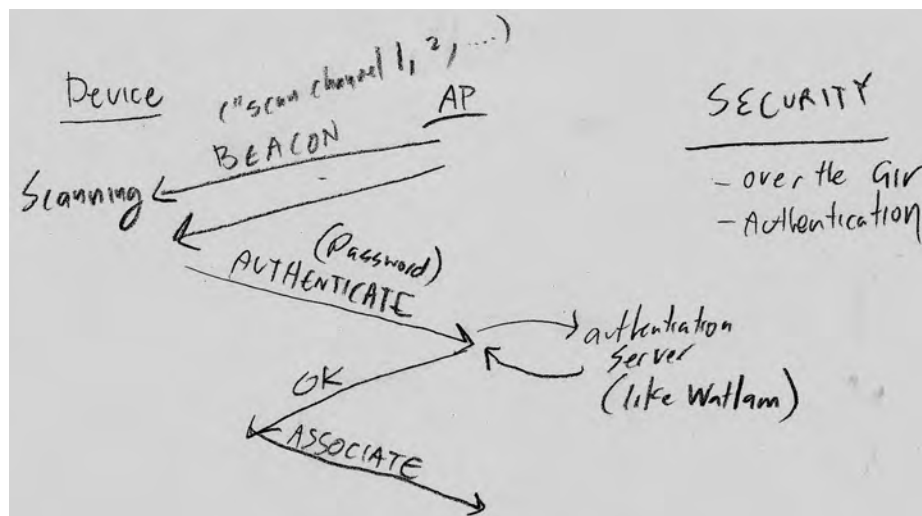 ("scan channel 1, 2, ....)
Device
AP
BEACON
Scanning
(Password)
AUTHENTICATE
OK
ASSOCIATE
authentiration
Server
(like Watlam)
SECURITY
- over the Air
- Authentication